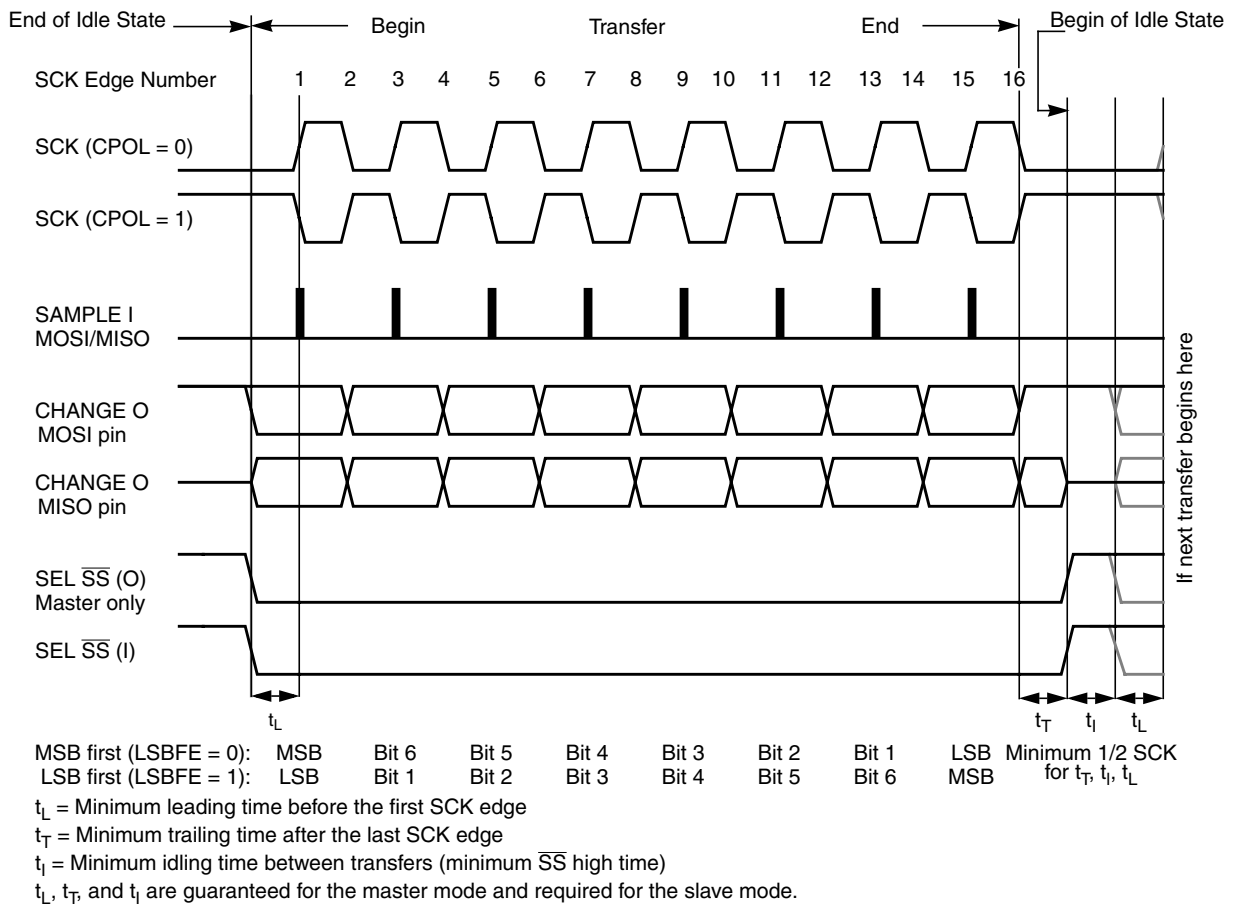 End of Idle State
Begin
Transfer
End
Begin of Idle State
SCK Edge Number
1 2 3 4 5 6 7 8 9 10 11 12 13 14 15 16
SCK (CPOL = 0)
SCK (CPOL = 1)
SAMPLE I
MOSI/MISO
CHANGE O
MOSI pin
CHANGE O
MISO pin
SEL S̅S̅ (O)
Master only
SEL S̅S̅ (I)
If next transfer begins here
tL
tT tI tL
MSB first (LSBFE = 0): MSB Bit 6 Bit 5 Bit 4 Bit 3 Bit 2 Bit 1 LSB
LSB first (LSBFE = 1): LSB Bit 1 Bit 2 Bit 3 Bit 4 Bit 5 Bit 6 MSB
Minimum 1/2 SCK
for tT, tI, tL
tL = Minimum leading time before the first SCK edge
tT = Minimum trailing time after the last SCK edge
tI = Minimum idling time between transfers (minimum S̅S̅ high time)
tL, tT, and tI are guaranteed for the master mode and required for the slave mode.